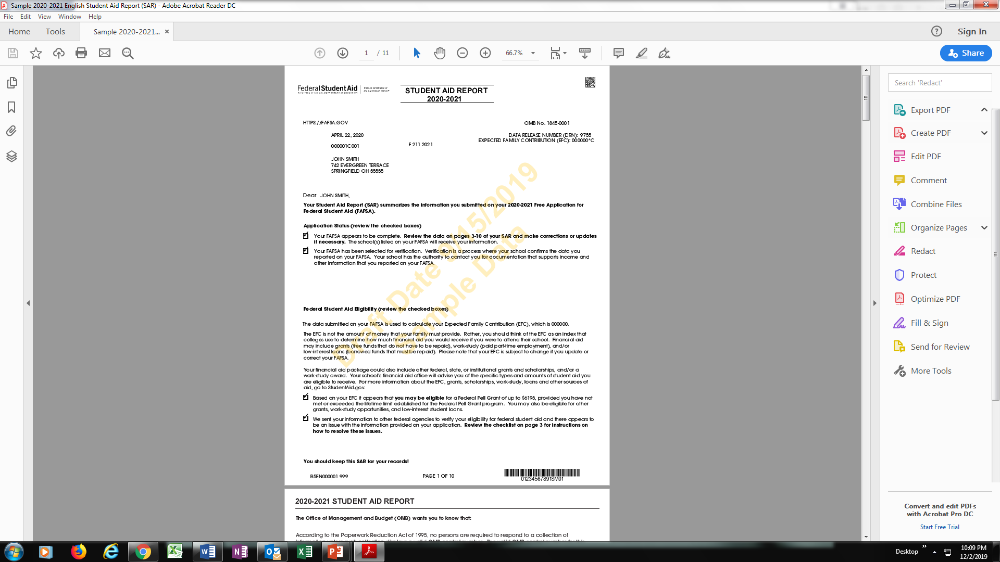 Sample 2020-2021 English Student Aid Report (SAR) - Adobe Acrobat Reader DC
File Edit View Window Help
Home Tools Sample 2020-2021... ×
Sign In
1 / 11 66.7%
Share
Federal Student Aid PROUD SPONSOR of the AMERICAN MIND®
AN OFFICE of the U.S. DEPARTMENT of EDUCATION
STUDENT AID REPORT
2020-2021
HTTPS://FAFSA.GOV
OMB No. 1845-0001
APRIL 22, 2020
DATA RELEASE NUMBER (DRN): 9755
EXPECTED FAMILY CONTRIBUTION (EFC): 000000*C
000001C001
F 211 2021
JOHN SMITH
742 EVERGREEN TERRACE
SPRINGFIELD OH 55555
Draft Date 9/15/2019
Sample Data
Dear JOHN SMITH,
Your Student Aid Report (SAR) summarizes the information you submitted on your 2020-2021 Free Application for
Federal Student Aid (FAFSA).
Application Status (review the checked boxes)
Your FAFSA appears to be complete. Review the data on pages 3-10 of your SAR and make corrections or updates
if necessary. The school(s) listed on your FAFSA will receive your information.
Your FAFSA has been selected for verification. Verification is a process where your school confirms the data you
reported on your FAFSA. Your school has the authority to contact you for documentation that supports income and
other information that you reported on your FAFSA.
Federal Student Aid Eligibility (review the checked boxes)
The data submitted on your FAFSA is used to calculate your Expected Family Contribution (EFC), which is 000000.
The EFC is not the amount of money that your family must provide. Rather, you should think of the EFC as an index that
colleges use to determine how much financial aid you would receive if you were to attend their school. Financial aid
may include grants (free funds that do not have to be repaid), work-study (paid part-time employment), and/or
low-interest loans (borrowed funds that must be repaid). Please note that your EFC is subject to change if you update or
correct your FAFSA.
Your financial aid package could also include other federal, state, or institutional grants and scholarships, and/or a
work-study award. Your school's financial aid office will advise you of the specific types and amounts of student aid you
are eligible to receive. For more information about the EFC, grants, scholarships, work-study, loans and other sources of
aid, go to StudentAid.gov.
Based on your EFC it appears that you may be eligible for a Federal Pell Grant of up to $6195, provided you have not
met or exceeded the lifetime limit established for the Federal Pell Grant program. You may also be eligible for other
grants, work-study opportunities, and low-interest student loans.
We sent your information to other federal agencies to verify your eligibility for federal student aid and there appears to
be an issue with the information provided on your application. Review the checklist on page 3 for instructions on
how to resolve these issues.
You should keep this SAR for your records!
R5EN000001 999
PAGE 1 OF 10
01234567891SM01
2020-2021 STUDENT AID REPORT
The Office of Management and Budget (OMB) wants you to know that:
According to the Paperwork Reduction Act of 1995, no persons are required to respond to a collection of
Search 'Redact'
Export PDF
Create PDF
Edit PDF
Comment
Combine Files
Organize Pages
Redact
Protect
Optimize PDF
Fill & Sign
Send for Review
More Tools
Convert and edit PDFs
with Acrobat Pro DC
Start Free Trial
Desktop
10:09 PM
12/2/2019